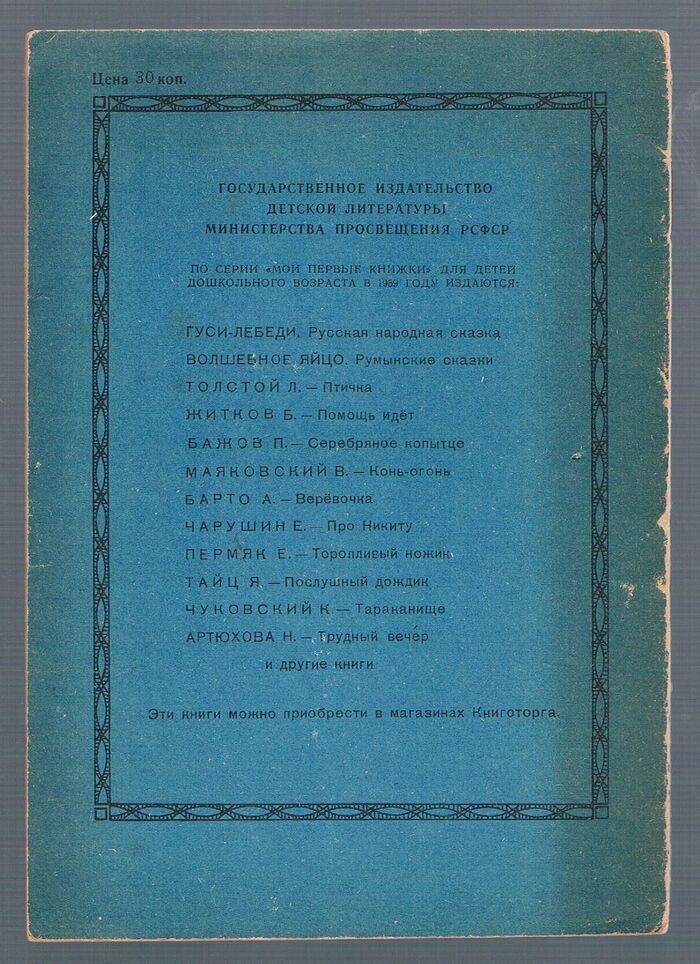 Цена 30 коп.
ГОСУДАРСТВЕННОЕ ИЗДАТЕЛЬСТВО
ДЕТСКОЙ ЛИТЕРАТУРЫ
МИНИСТЕРСТВА ПРОСВЕЩЕНИЯ РСФСР
ПО СЕРИИ «МОИ ПЕРВЫЕ КНИЖКИ» ДЛЯ ДЕТЕЙ
ДОШКОЛЬНОГО ВОЗРАСТА В 1959 ГОДУ ИЗДАЮТСЯ:
ГУСИ-ЛЕБЕДИ. Русская народная сказка
ВОЛШЕБНОЕ ЯЙЦО. Румынские сказки
ТОЛСТОЙ Л. — Птичка
ЖИТКОВ Б. — Помощь идёт
БАЖОВ П. — Серебряное копытце
МАЯКОВСКИЙ В. — Конь-огонь
БАРТО А. — Верёвочка
ЧАРУШИН Е. — Про Никиту
ПЕРМЯК Е. — Торопливый ножик
ТАЙЦ Я. — Послушный дождик
ЧУКОВСКИЙ К. — Тараканище
АРТЮХОВА Н. — Трудный вечер
и другие книги
Эти книги можно приобрести в магазинах Книготорга.